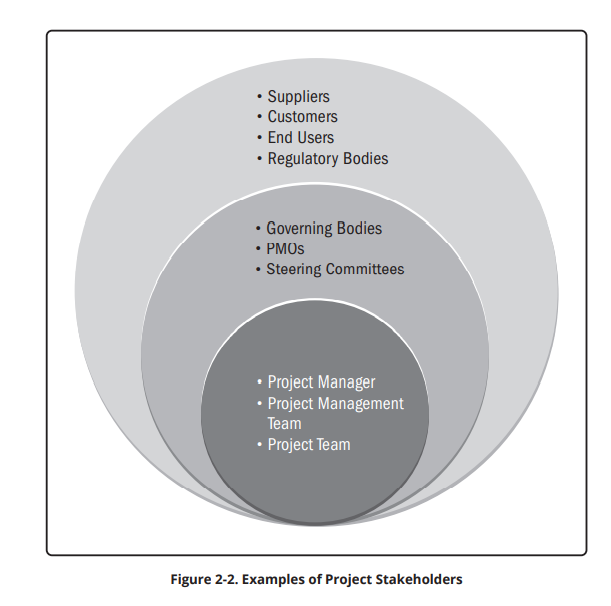 • Suppliers
• Customers
• End Users
• Regulatory Bodies
• Governing Bodies
• PMOs
• Steering Committees
• Project Manager
• Project Management
Team
• Project Team
Figure 2-2. Examples of Project Stakeholders